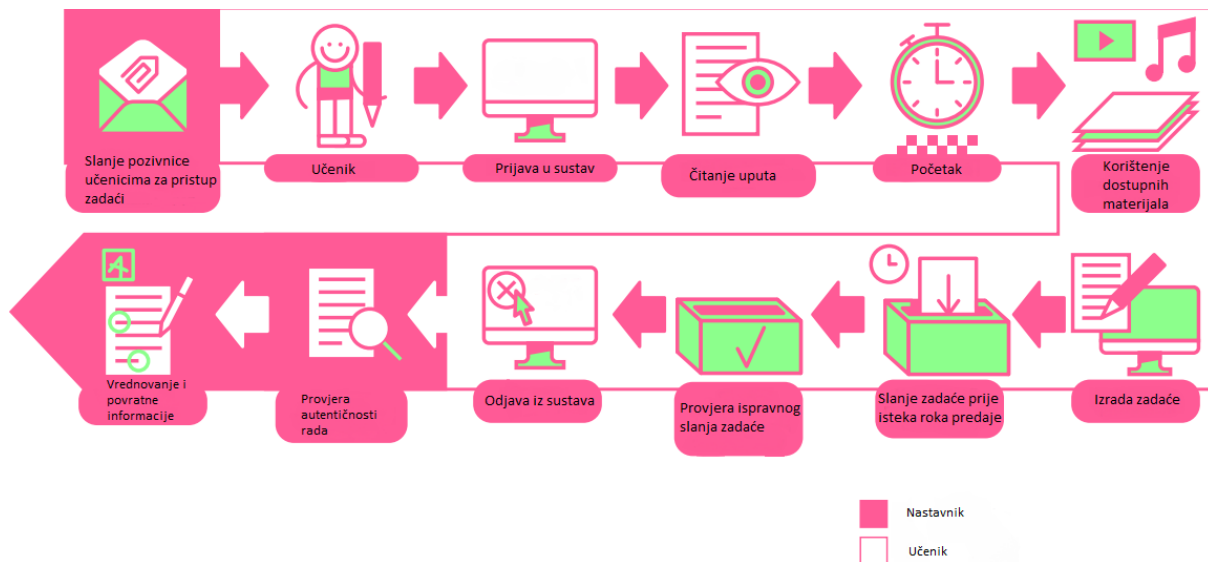 Slanje pozivnice
učenicima za pristup
zadaći
Učenik
Prijava u sustav
Čitanje uputa
Početak
Korištenje
dostupnih
materijala
Izrada zadaće
Slanje zadaće prije
isteka roka predaje
Provjera ispravnog
slanja zadaće
Odjava iz sustava
Provjera
autentičnosti
rada
A
Vrednovanje i
povratne
informacije
Nastavnik
Učenik